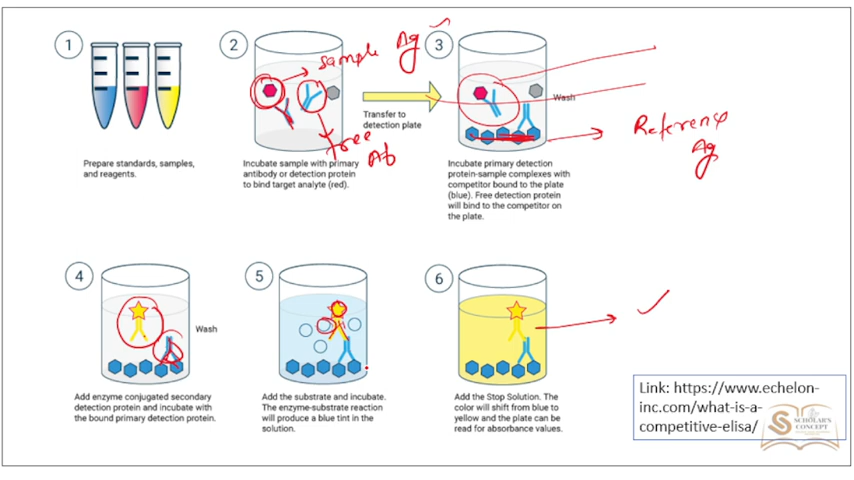 1
2
3
sample Ag
free
Ab
Reference
Ag
Wash
Transfer to
detection plate
Prepare standards, samples,
and reagents.
Incubate sample with primary
antibody or detection protein
to bind target analyte (red).
Incubate primary detection
protein-sample complexes with
competitor bound to the plate
(blue). Free detection protein
will bind to the competitor on
the plate.
4
5
6
Wash
Add enzyme conjugated secondary
detection protein and incubate with
the bound primary detection protein.
Add the substrate and incubate.
The enzyme-substrate reaction
will produce a blue tint in the
solution.
Add the Stop Solution. The
color will shift from blue to
yellow and the plate can be
read for absorbance values.
Link: https://www.echelon-
inc.com/what-is-a-
competitive-elisa/
SCHOLAR'S
CONCEPT